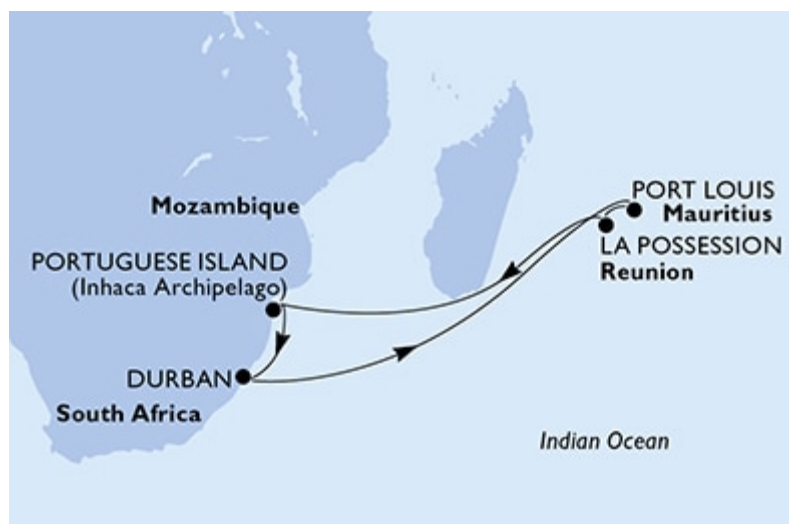 PORT LOUIS
Mauritius
Mozambique
LA POSSESSION
Reunion
PORTUGUESE ISLAND
(Inhaca Archipelago)
DURBAN
South Africa
Indian Ocean